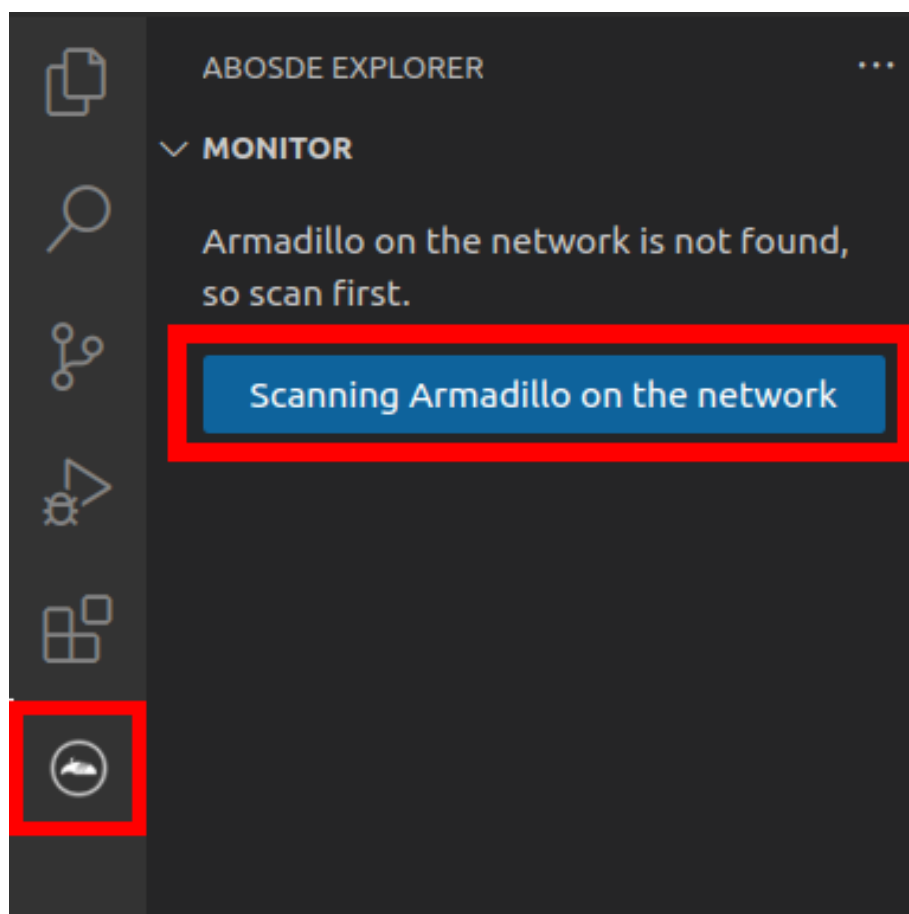 ABOSDE EXPLORER
MONITOR
Armadillo on the network is not found,
so scan first.
Scanning Armadillo on the network